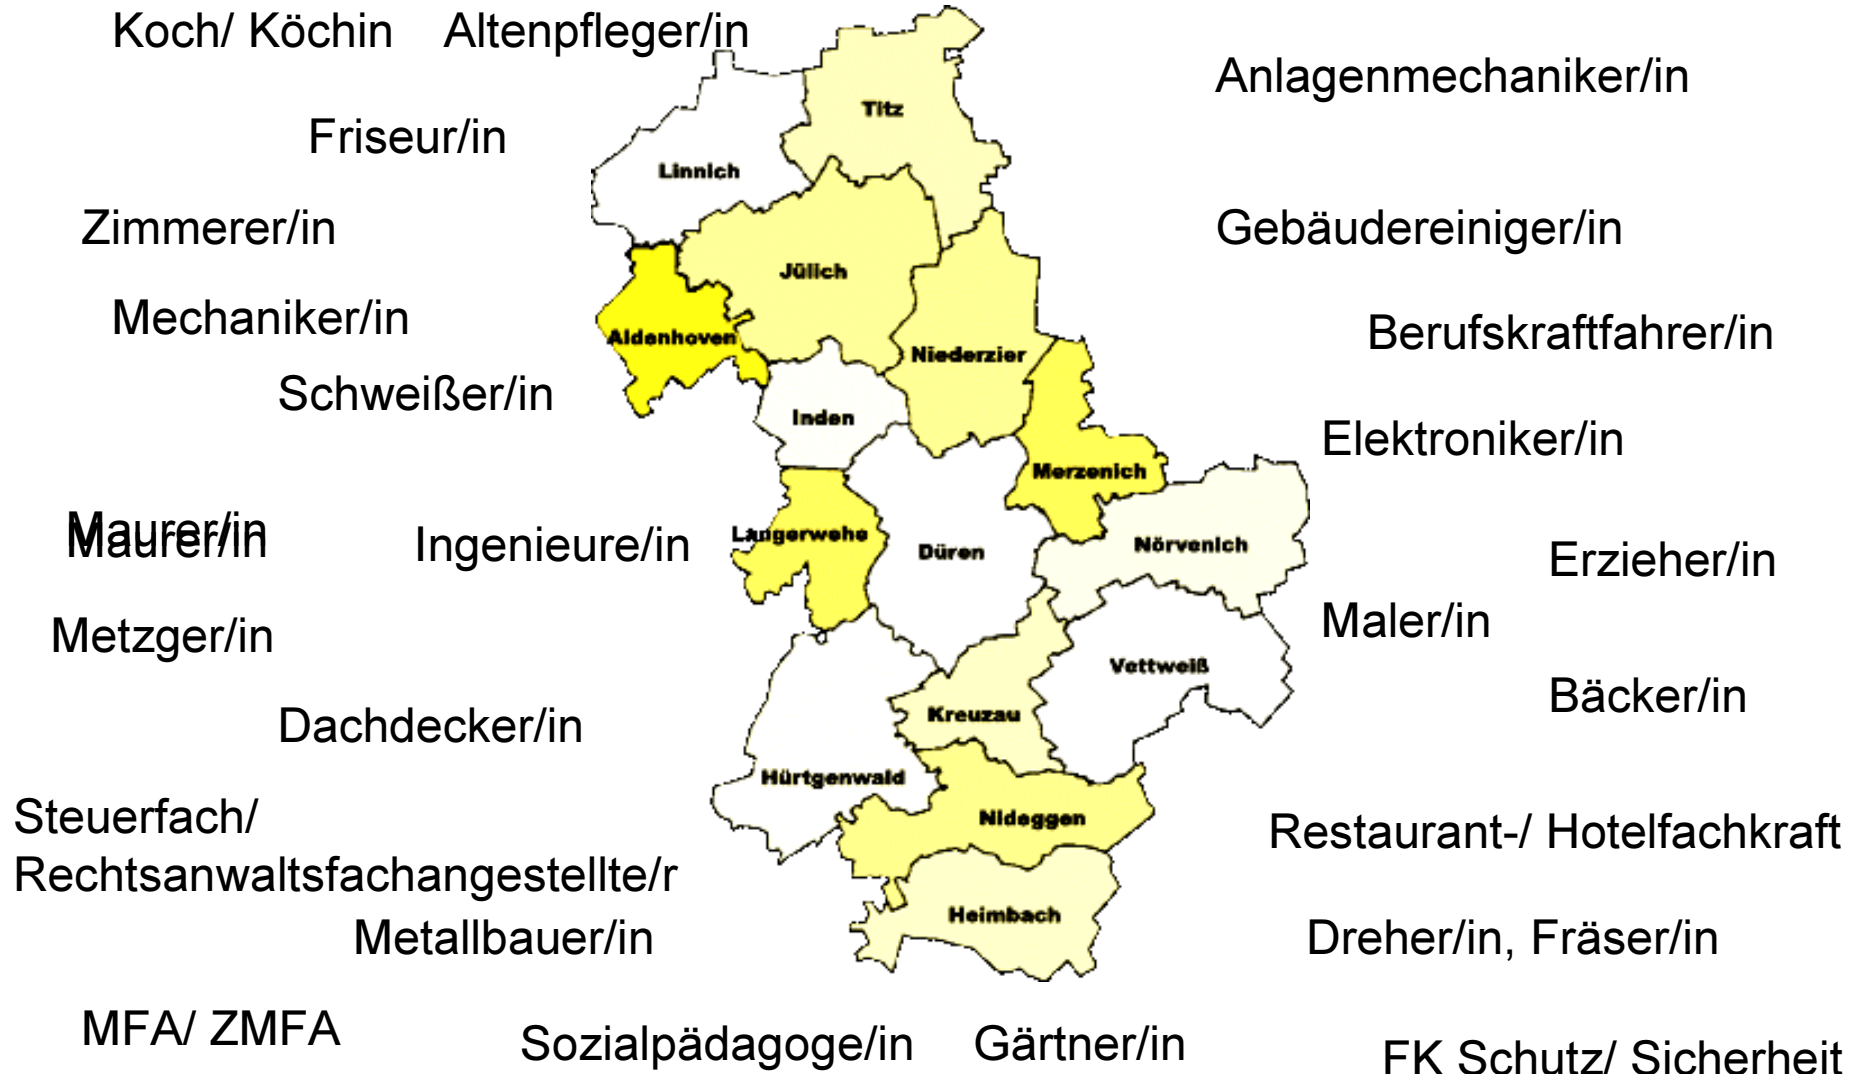 Koch/ Köchin
Altenpfleger/in
Anlagenmechaniker/in
Titz
Friseur/in
Linnich
Zimmerer/in
Gebäudereiniger/in
Jülich
Mechaniker/in
Aldenhoven
Berufskraftfahrer/in
Niederzier
Schweißer/in
Inden
Elektroniker/in
Merzenich
Maurer/in
Maurer/in
Ingenieure/in
Langerwehe
Düren
Nörvenich
Erzieher/in
Maler/in
Metzger/in
Vettweiß
Bäcker/in
Kreuzau
Dachdecker/in
Hürtgenwald
Nideggen
Steuerfach/
Rechtsanwaltsfachangestellte/r
Restaurant-/ Hotelfachkraft
Heimbach
Metallbauer/in
Dreher/in, Fräser/in
MFA/ ZMFA
Sozialpädagoge/in
Gärtner/in
FK Schutz/ Sicherheit